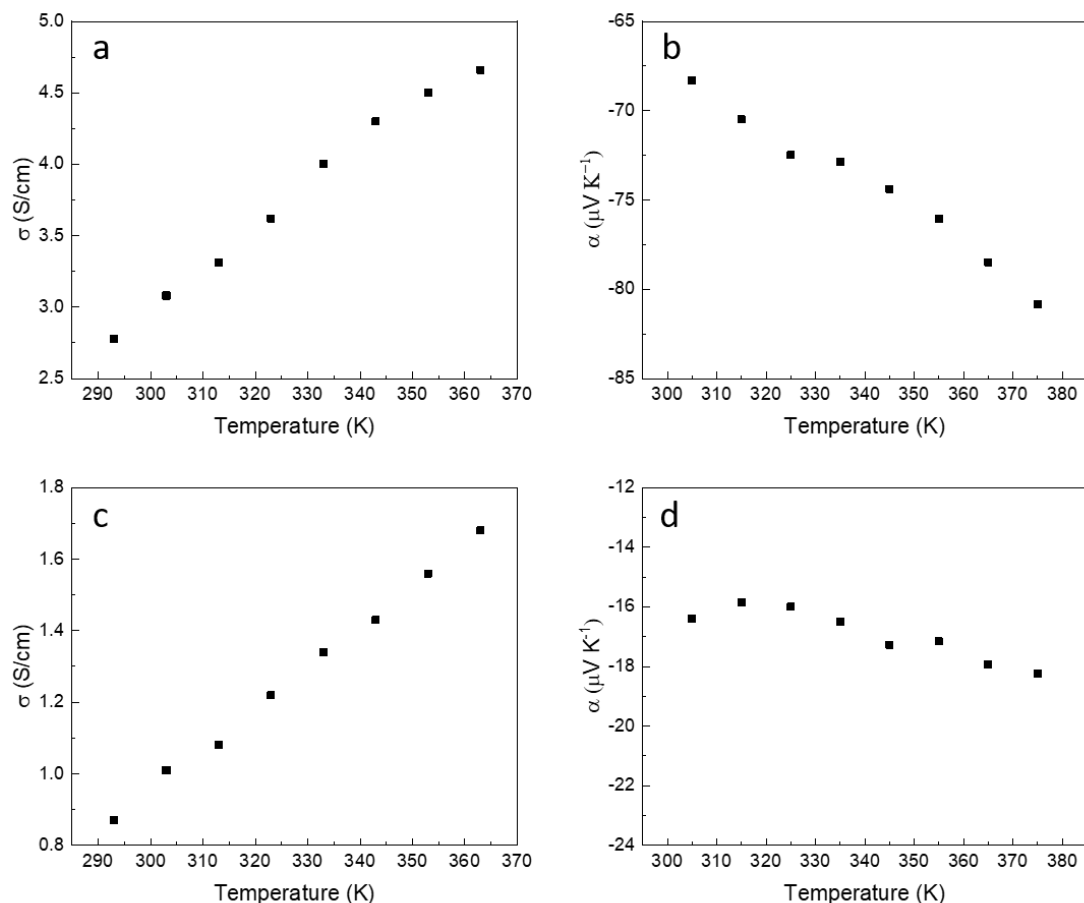 a
σ (S/cm)
5.0
4.5
4.0
3.5
3.0
2.5
290 300 310 320 330 340 350 360 370
Temperature (K)
b
α (μV K⁻¹)
-65
-70
-75
-80
-85
300 310 320 330 340 350 360 370 380
Temperature (K)
c
σ (S/cm)
1.8
1.6
1.4
1.2
1.0
0.8
290 300 310 320 330 340 350 360 370
Temperature (K)
d
α (μV K⁻¹)
-12
-14
-16
-18
-20
-22
-24
300 310 320 330 340 350 360 370 380
Temperature (K)